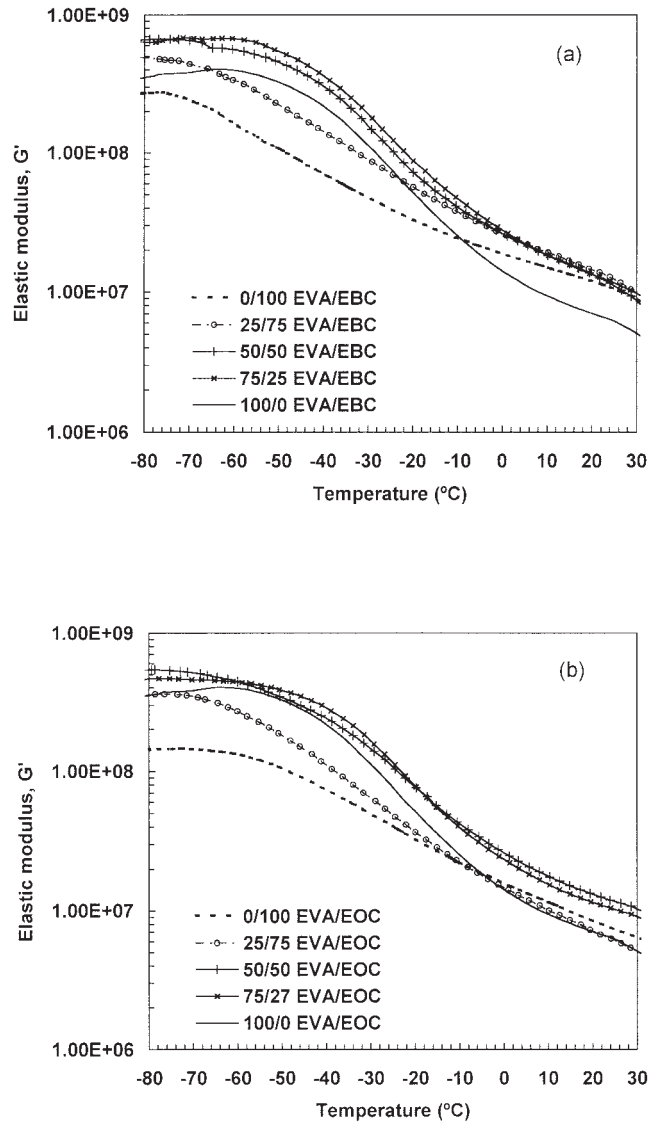 1.00E+09
(a)
1.00E+08
Elastic modulus, G'
1.00E+07
0/100 EVA/EBC
25/75 EVA/EBC
50/50 EVA/EBC
75/25 EVA/EBC
100/0 EVA/EBC
1.00E+06
-80 -70 -60 -50 -40 -30 -20 -10 0 10 20 30
Temperature (ºC)
1.00E+09
(b)
1.00E+08
Elastic modulus, G'
1.00E+07
0/100 EVA/EOC
25/75 EVA/EOC
50/50 EVA/EOC
75/27 EVA/EOC
100/0 EVA/EOC
1.00E+06
-80 -70 -60 -50 -40 -30 -20 -10 0 10 20 30
Temperature (ºC)